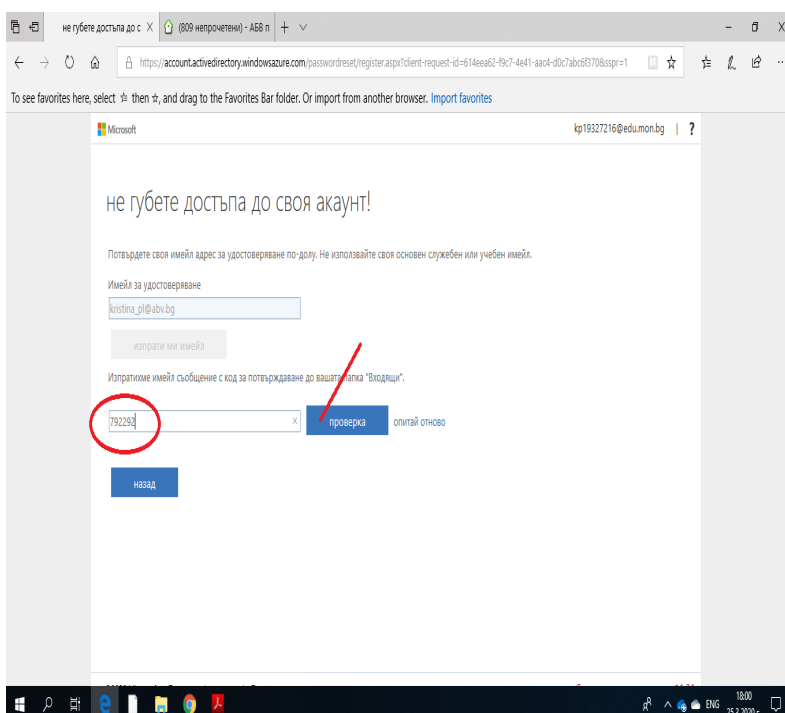 не губете достъпа до с
(809 непрочетени) - АБВ п
https://account.activedirectory.windowsazure.com/passwordreset/register.aspx?client-request-id=614eea62-f9c7-4e41-aac4-d0c7abc6f370&sspr=1
To see favorites here, select then, and drag to the Favorites Bar folder. Or import from another browser. Import favorites
Microsoft
kp19327216@edu.mon.bg | ?
не губете достъпа до своя акаунт!
Потвърдете своя имейл адрес за удостоверяване по-долу. Не използвайте своя основен служебен или учебен имейл.
Имейл за удостоверяване
kristina_pl@abv.bg
изпрати ми имейл
Изпратихме имейл съобщение с код за потвърждаване до вашата папка "Входящи".
792292
проверка
опитай отново
назад
ENG
18:00
25.3.2020 г.